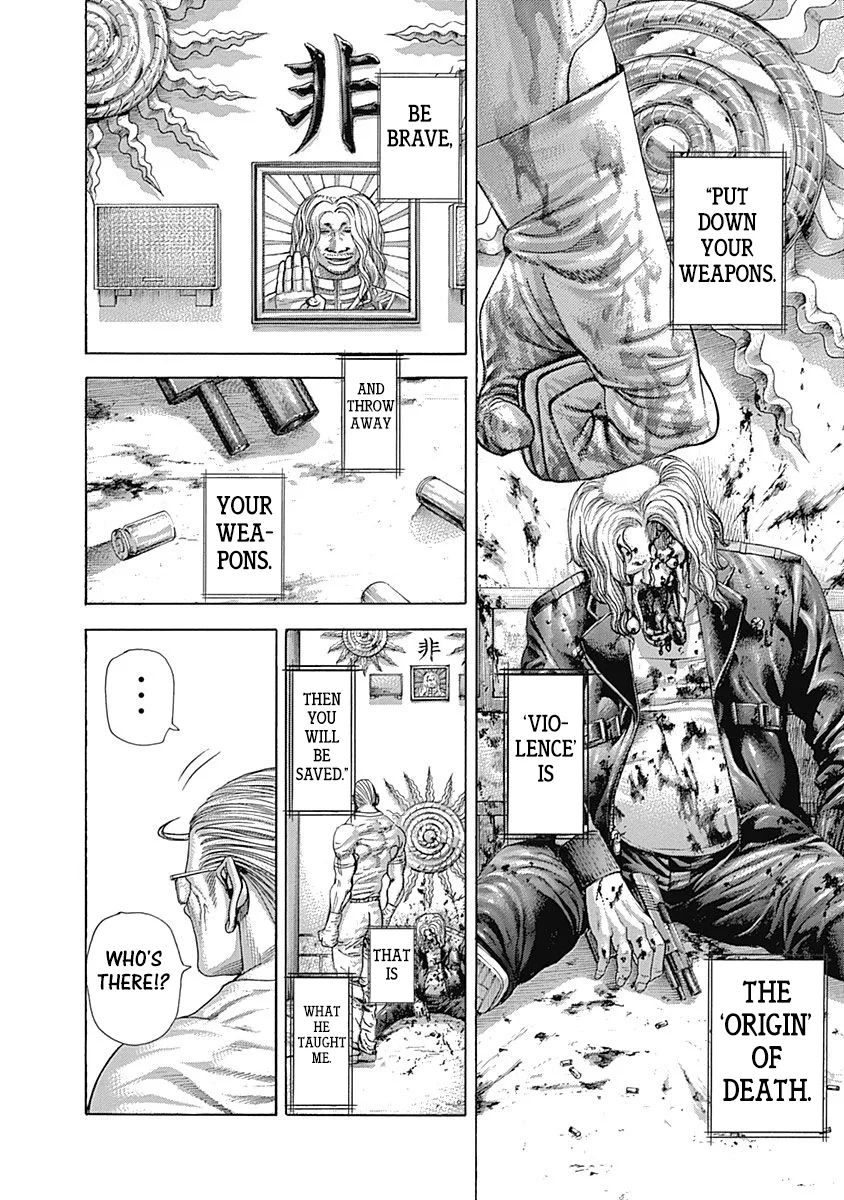 "PUT
DOWN
YOUR
WEAPONS.
'VIO-
LENCE'
IS
THE
'ORIGIN'
OF
DEATH.
非
BE
BRAVE,
AND
THROW
AWAY
YOUR
WEA-
PONS.
非
THEN
YOU
WILL
BE
SAVED."
THAT
IS
WHAT
HE
TAUGHT
ME.
...
WHO'S
THERE!?